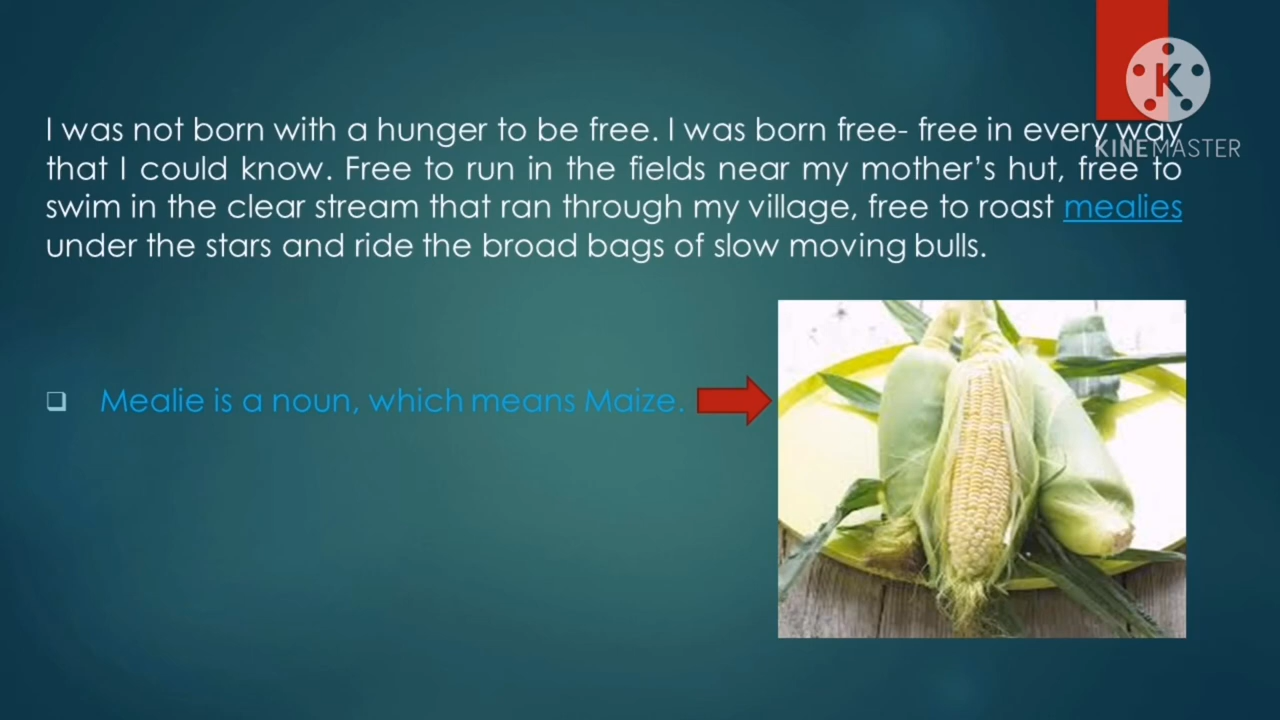 I was not born with a hunger to be free. I was born free- free in every way
that I could know. Free to run in the fields near my mother's hut, free to
swim in the clear stream that ran through my village, free to roast mealies
under the stars and ride the broad bags of slow moving bulls.
Mealie is a noun, which means Maize.
K
KINEMASTER